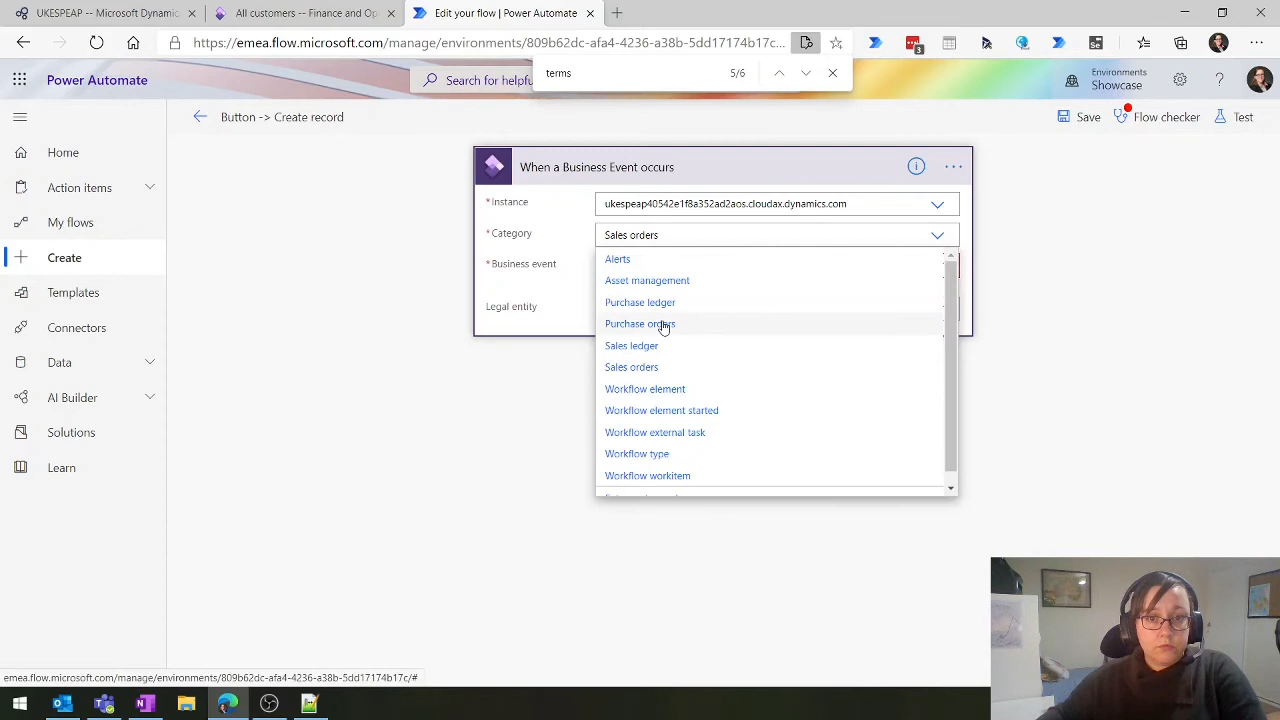 UKESPEAP -- Microsoft Dynamic
All customers -- Finance and Op
Edit your flow | Power Automate
https://emea.flow.microsoft.com/manage/environments/809b62dc-afa4-4236-a38b-5dd17174b17c...
3
Power Automate
Search for helpfu
terms
5/6
Environments
Showcase
Button -> Create record
Save
Flow checker
Test
Home
Action items
My flows
Create
Templates
Connectors
Data
AI Builder
Solutions
Learn
When a Business Event occurs
* Instance
ukespeap40542e1f8a352ad2aos.cloudax.dynamics.com
* Category
Sales orders
* Business event
Legal entity
Alerts
Asset management
Purchase ledger
Purchase orders
Sales ledger
Sales orders
Workflow element
Workflow element started
Workflow external task
Workflow type
Workflow workitem
emea.flow.microsoft.com/manage/environments/809b62dc-afa4-4236-a38b-5dd17174b17c/#